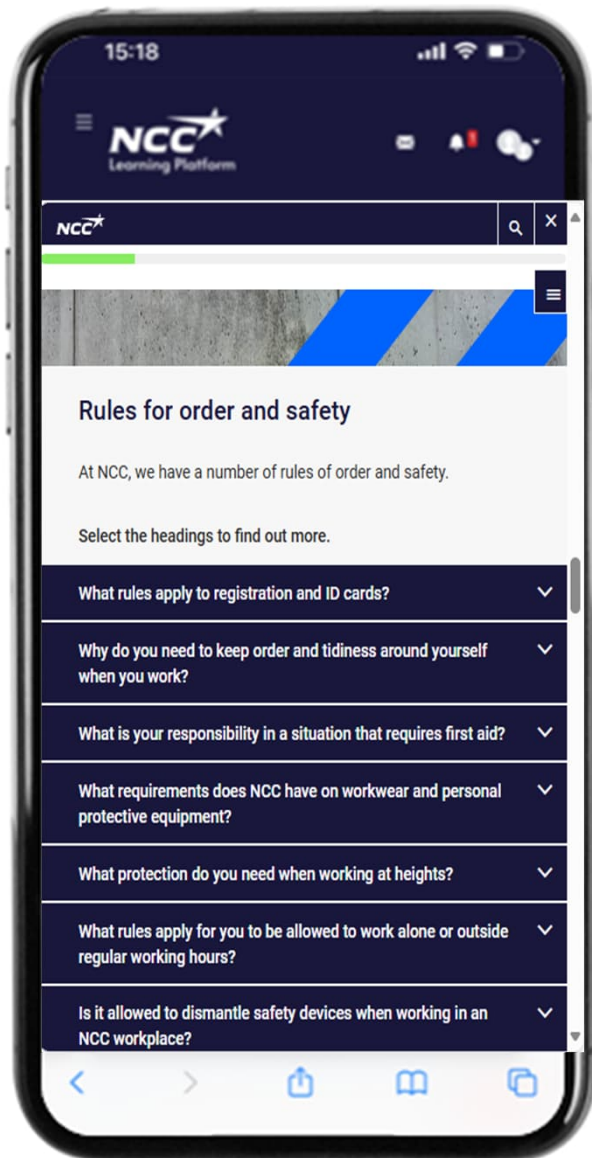 15:18
NCC
Learning Platform
NCC
Rules for order and safety
At NCC, we have a number of rules of order and safety.
Select the headings to find out more.
What rules apply to registration and ID cards?
Why do you need to keep order and tidiness around yourself
when you work?
What is your responsibility in a situation that requires first aid?
What requirements does NCC have on workwear and personal
protective equipment?
What protection do you need when working at heights?
What rules apply for you to be allowed to work alone or outside
regular working hours?
Is it allowed to dismantle safety devices when working in an
NCC workplace?